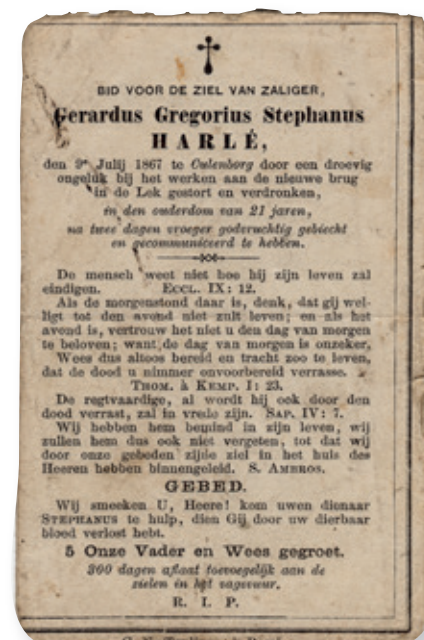 BID VOOR DE ZIEL VAN ZALIGER,
Gerardus Gregorius Stephanus
HARLÉ,
den 9n Julij 1867 te Culenborg door een droevig
ongeluk bij het werken aan de nieuwe brug
in de Lek gestort en verdronken,
in den ouderdom van 21 jaren,
na twee dagen vroeger godvruchtig gebiecht
en gecommuniceerd te hebben.
De mensch weet niet hoe hij zijn leven zal
eindigen. ECCL. IX: 12.
Als de morgenstond daar is, denk, dat gij wel-
ligt tot den avond niet zult leven; en als het
avond is, vertrouw het niet u den dag van morgen
te beloven; want de dag van morgen is onzeker.
Wees dus altoos bereid en tracht zoo te leven,
dat de dood u nimmer onvoorbereid verrasse.
THOM. à KEMP. I: 23.
De regtvaardige, al wordt hij ook door den
dood verrast, zal in vrede zijn. SAP. IV: 7.
Wij hebben hem bemind in zijn leven, wij
zullen hem dus ook niet vergeten, tot dat wij
door onze gebeden zijne ziel in het huis des
Heeren hebben binnengeleid. S. AMBROS.
GEBED.
Wij smeeken U, Heere! kom uwen dienaar
STEPHANUS te hulp, dien Gij door uw dierbaar
bloed verlost hebt.
5 Onze Vader en Wees gegroet.
300 dagen aflaat toevoegelijk aan de
zielen in het vagevuur.
R. I. P.